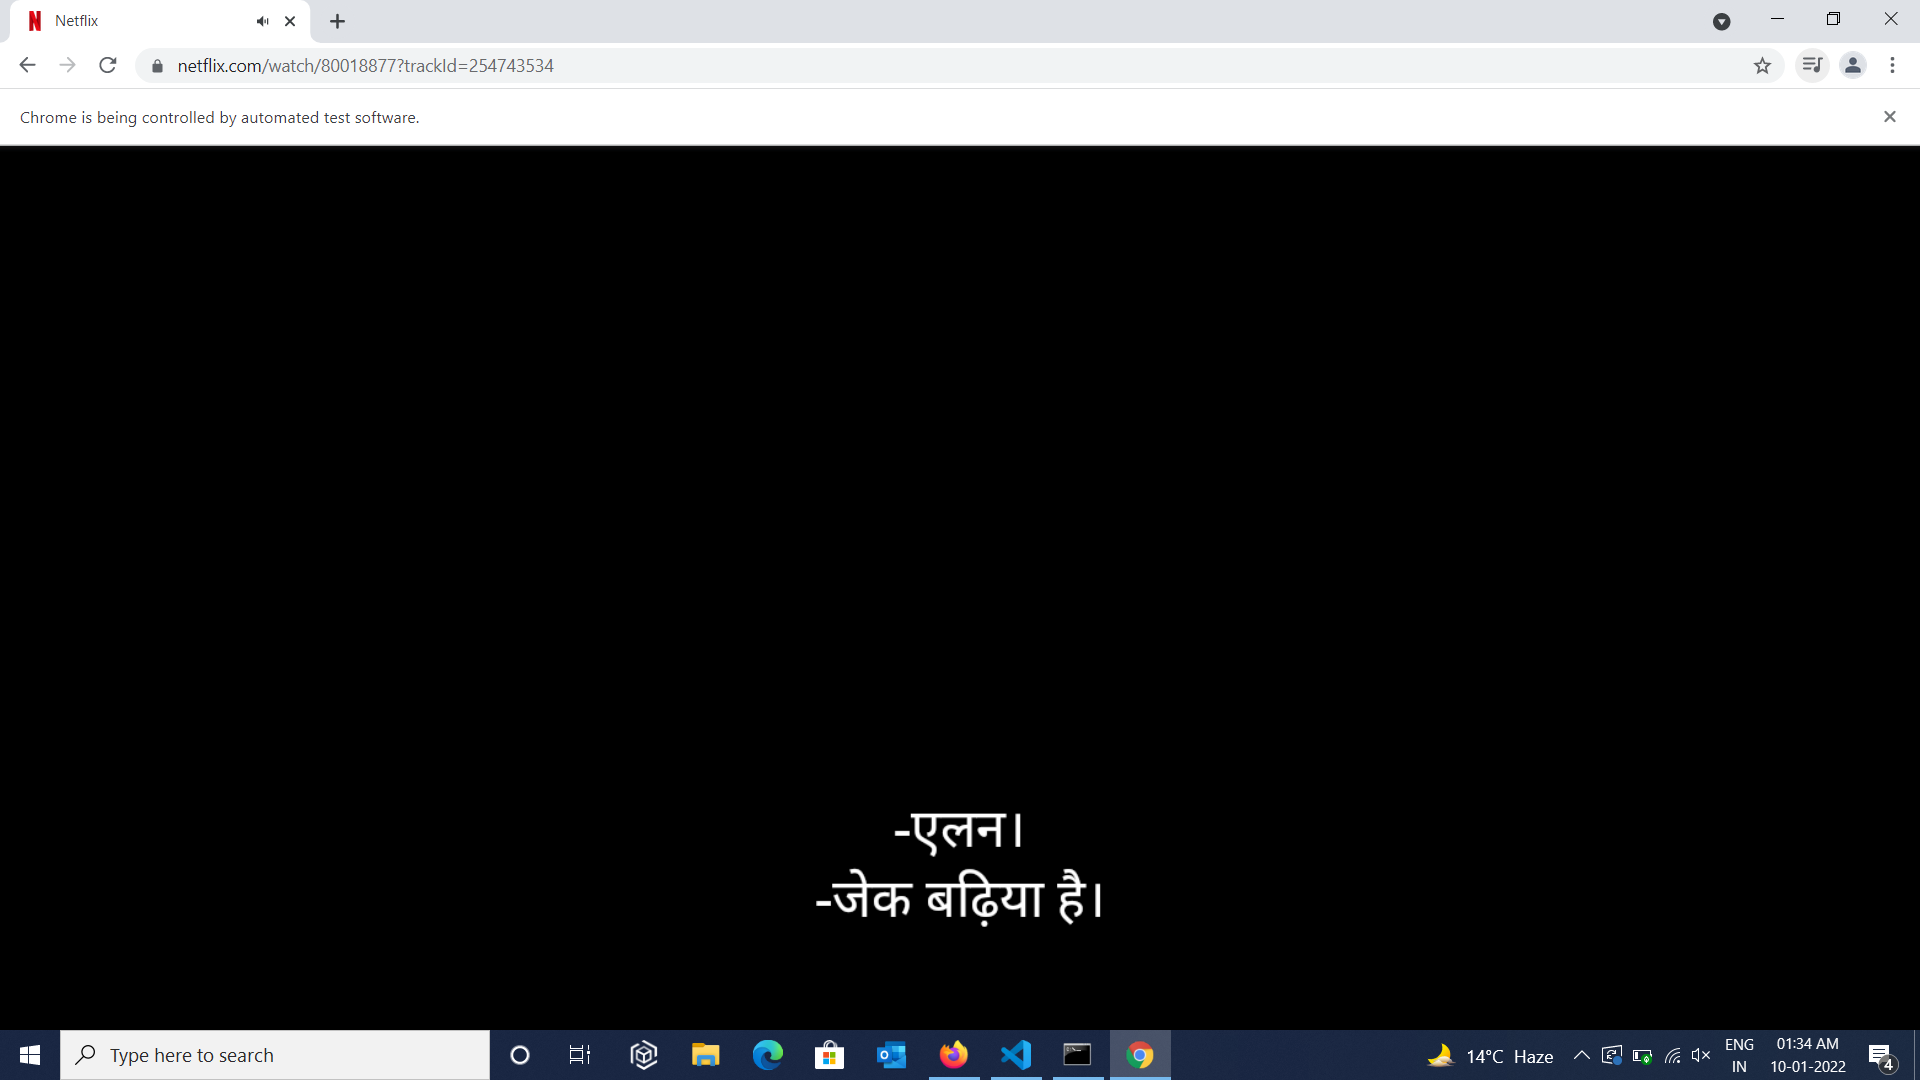 Netflix
netflix.com/watch/80018877?trackId=254743534
Chrome is being controlled by automated test software.
-एलन।
-जेक बढ़िया है।
Type here to search
14°C Haze
ENG
IN
01:34 AM
10-01-2022
4